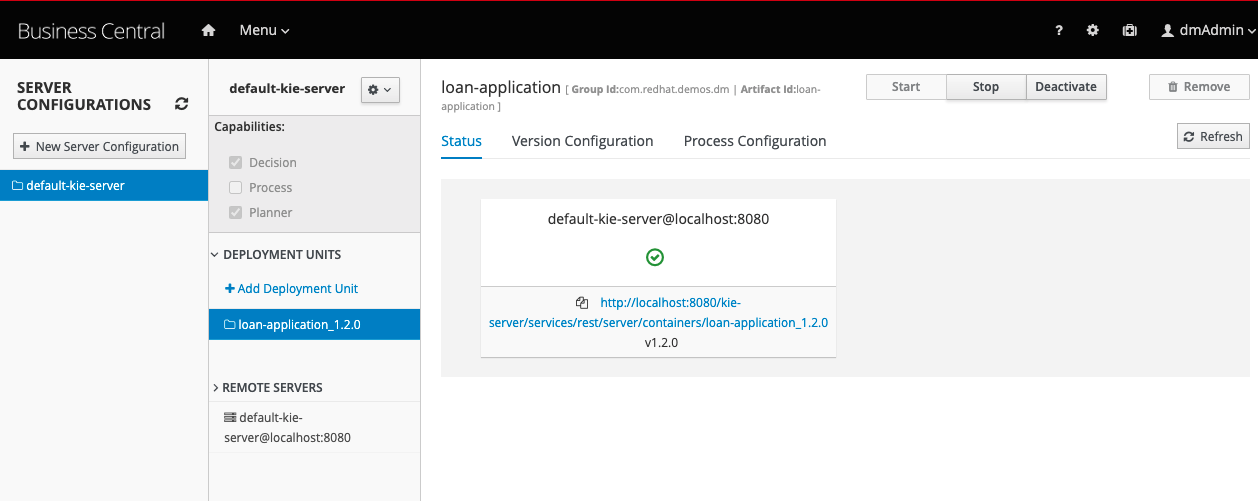 Business Central
Menu
?
dmAdmin
SERVER
CONFIGURATIONS
+ New Server Configuration
default-kie-server
default-kie-server
Capabilities:
Decision
Process
Planner
DEPLOYMENT UNITS
+ Add Deployment Unit
loan-application_1.2.0
REMOTE SERVERS
default-kie-
server@localhost:8080
loan-application [ Group Id:com.redhat.demos.dm | Artifact Id:loan-
application ]
Start
Stop
Deactivate
Remove
Status
Version Configuration
Process Configuration
Refresh
default-kie-server@localhost:8080
http://localhost:8080/kie-
server/services/rest/server/containers/loan-application_1.2.0
v1.2.0